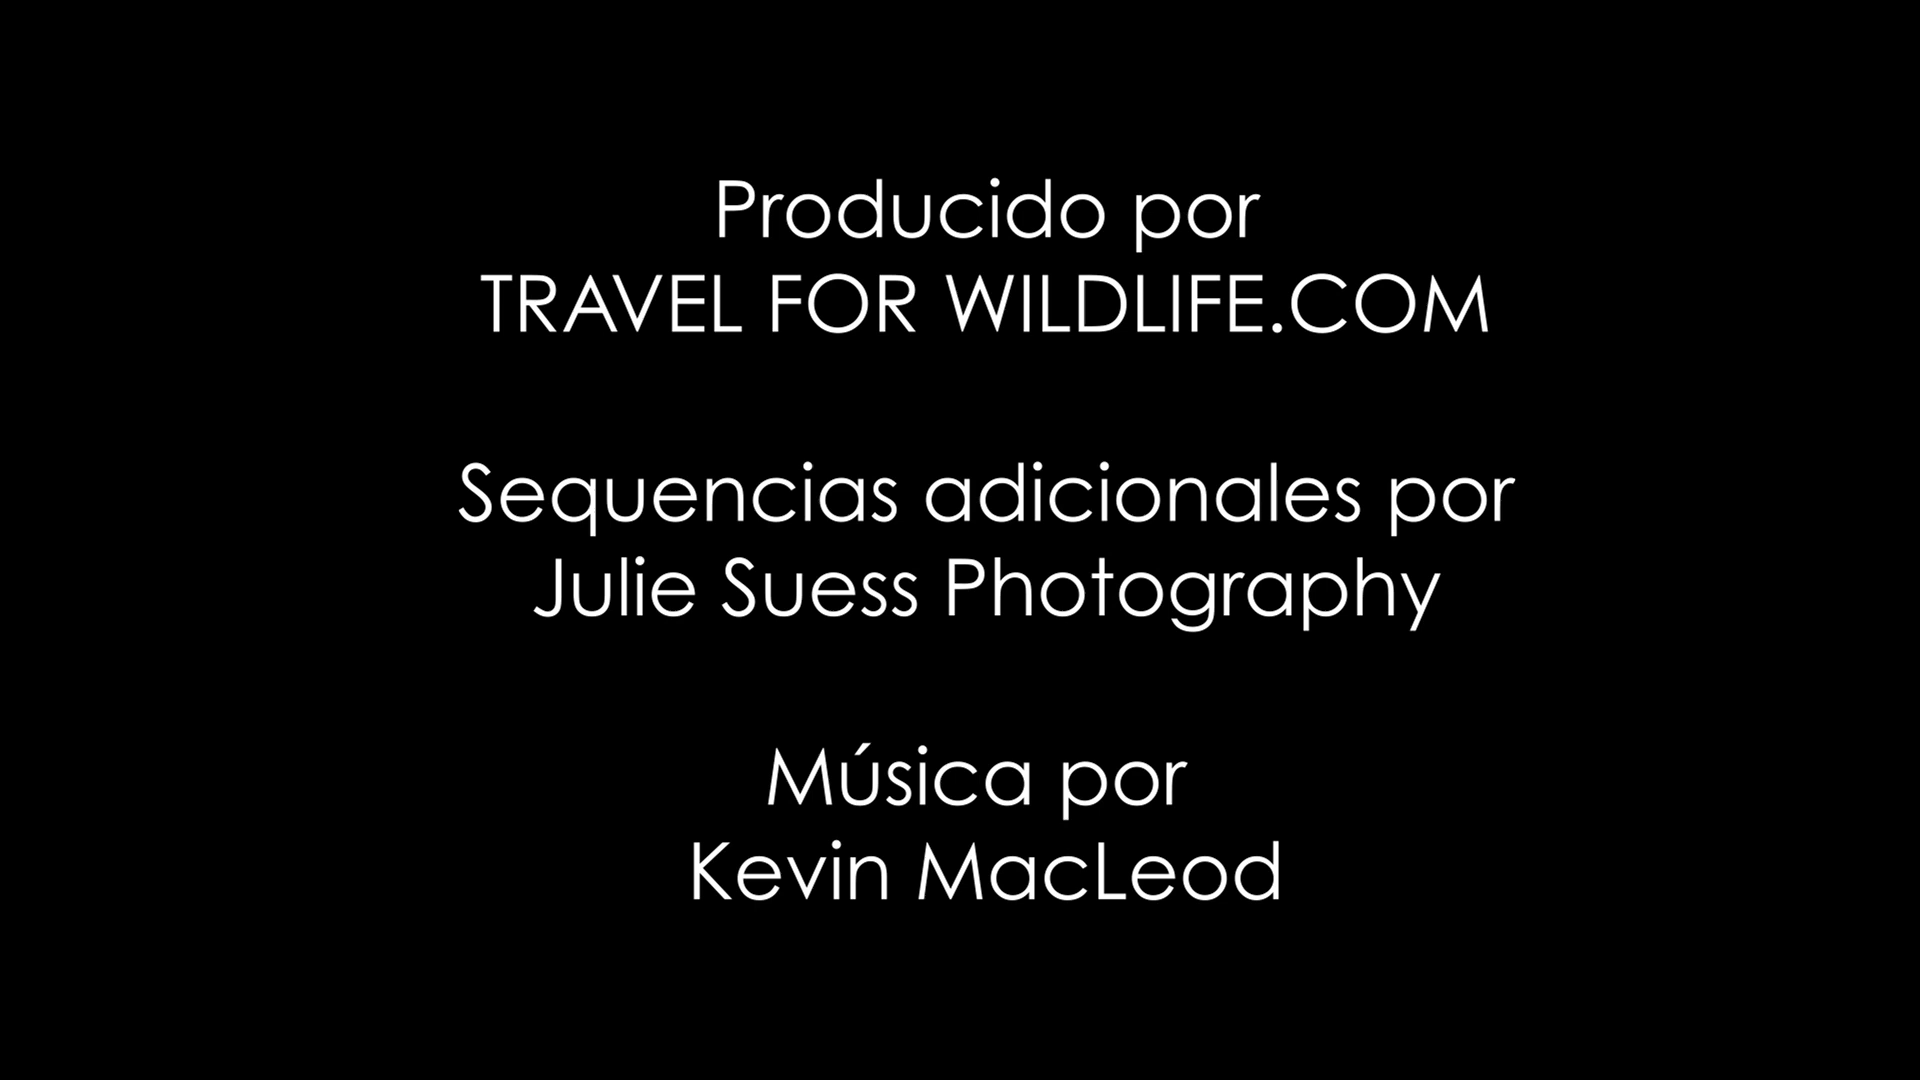 Producido por
TRAVEL FOR WILDLIFE.COM
Sequencias adicionales por
Julie Suess Photography
Música por
Kevin MacLeod